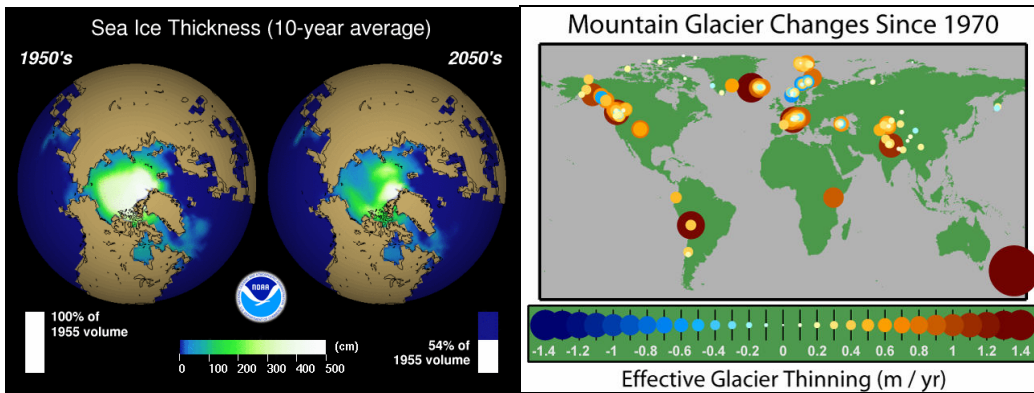 Sea Ice Thickness (10-year average)
1950's
2050's
100% of
1955 volume
NOAA
54% of
1955 volume
(cm)
0 100 200 300 400 500
Mountain Glacier Changes Since 1970
-1.4 -1.2 -1 -0.8 -0.6 -0.4 -0.2 0 0.2 0.4 0.6 0.8 1 1.2 1.4
Effective Glacier Thinning (m / yr)